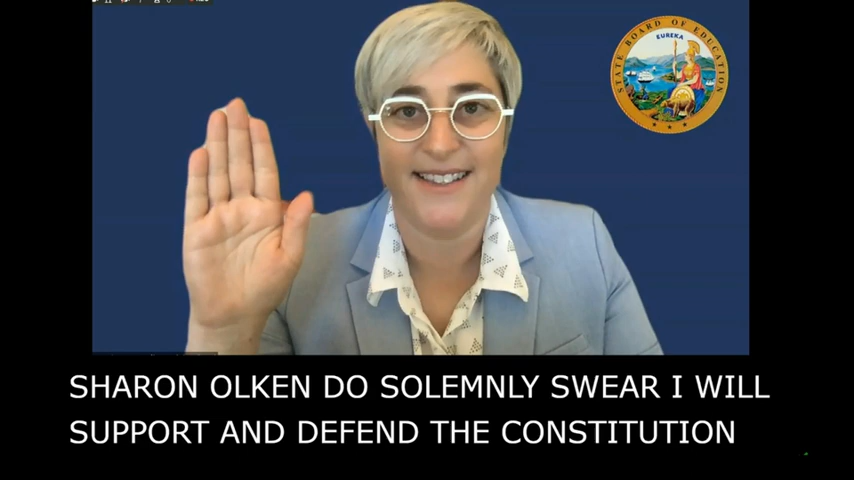 STATE BOARD OF EDUCATION
EUREKA
SHARON OLKEN DO SOLEMNLY SWEAR I WILL
SUPPORT AND DEFEND THE CONSTITUTION